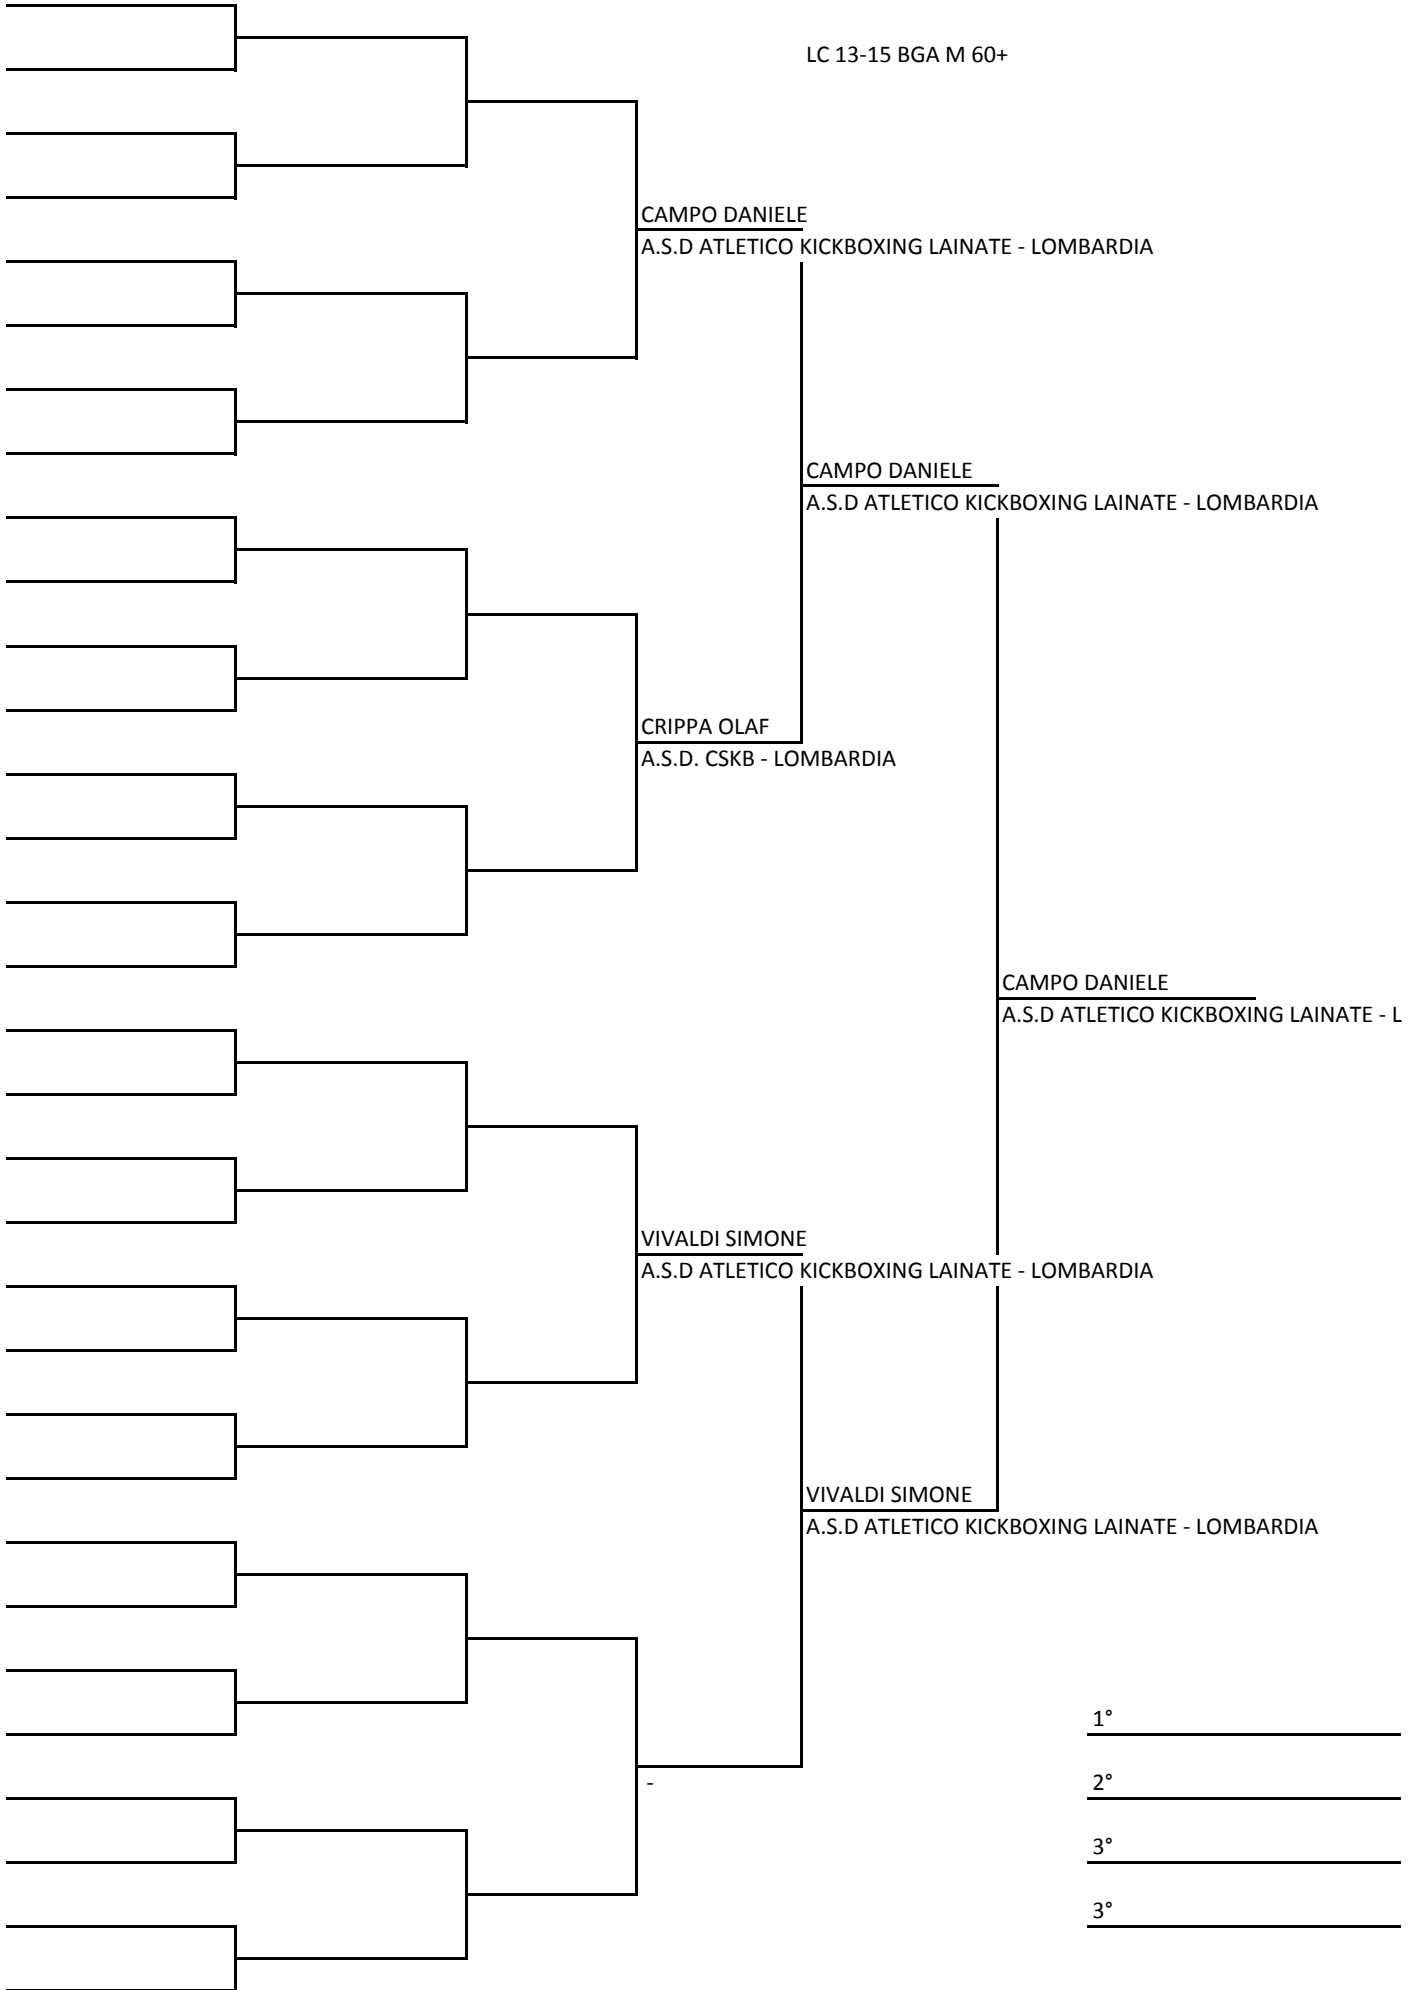 LC 13-15 BGA M 60+
CAMPO DANIELE
A.S.D ATLETICO KICKBOXING LAINATE - LOMBARDIA
CAMPO DANIELE
A.S.D ATLETICO KICKBOXING LAINATE - LOMBARDIA
CRIPPA OLAF
A.S.D. CSKB - LOMBARDIA
CAMPO DANIELE
A.S.D ATLETICO KICKBOXING LAINATE - L
VIVALDI SIMONE
A.S.D ATLETICO KICKBOXING LAINATE - LOMBARDIA
VIVALDI SIMONE
A.S.D ATLETICO KICKBOXING LAINATE - LOMBARDIA
1°
-
2°
3°
3°